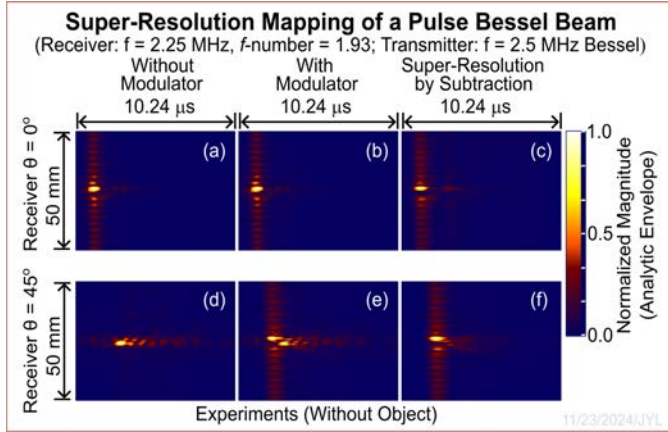 Super-Resolution Mapping of a Pulse Bessel Beam
(Receiver: f = 2.25 MHz, f-number = 1.93; Transmitter: f = 2.5 MHz Bessel)
Without Modulator
With Modulator
Super-Resolution by Subtraction
10.24 μs
10.24 μs
10.24 μs
Receiver θ = 0°
50 mm
(a)
(b)
(c)
1.0
0.5
0.0
Normalized Magnitude
(Analytic Envelope)
Receiver θ = 45°
50 mm
(d)
(e)
(f)
Experiments (Without Object)
11/23/2024/JYL